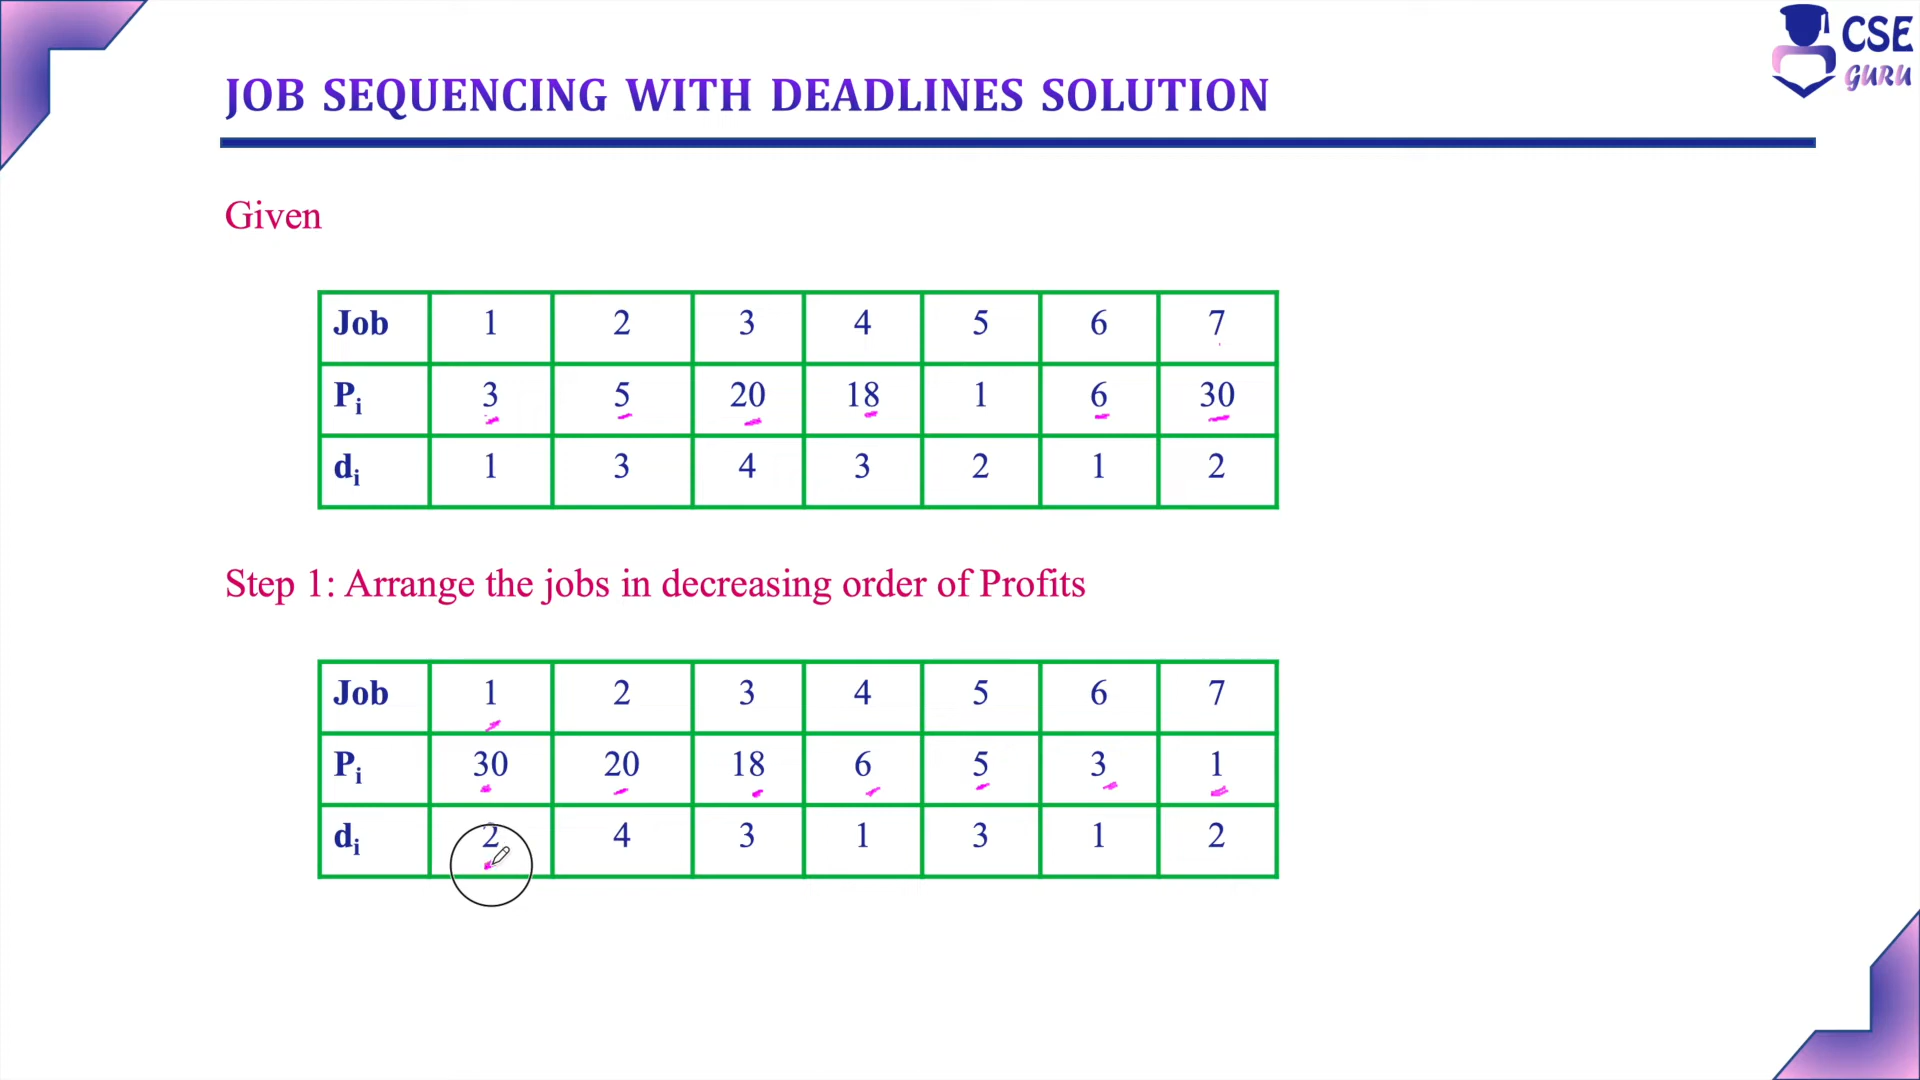 CSE
GURU
JOB SEQUENCING WITH DEADLINES SOLUTION
Given
Job 1 2 3 4 5 6 7
Pi 3 5 20 18 1 6 30
di 1 3 4 3 2 1 2
Step 1: Arrange the jobs in decreasing order of Profits
Job 1 2 3 4 5 6 7
Pi 30 20 18 6 5 3 1
di 2 4 3 1 3 1 2